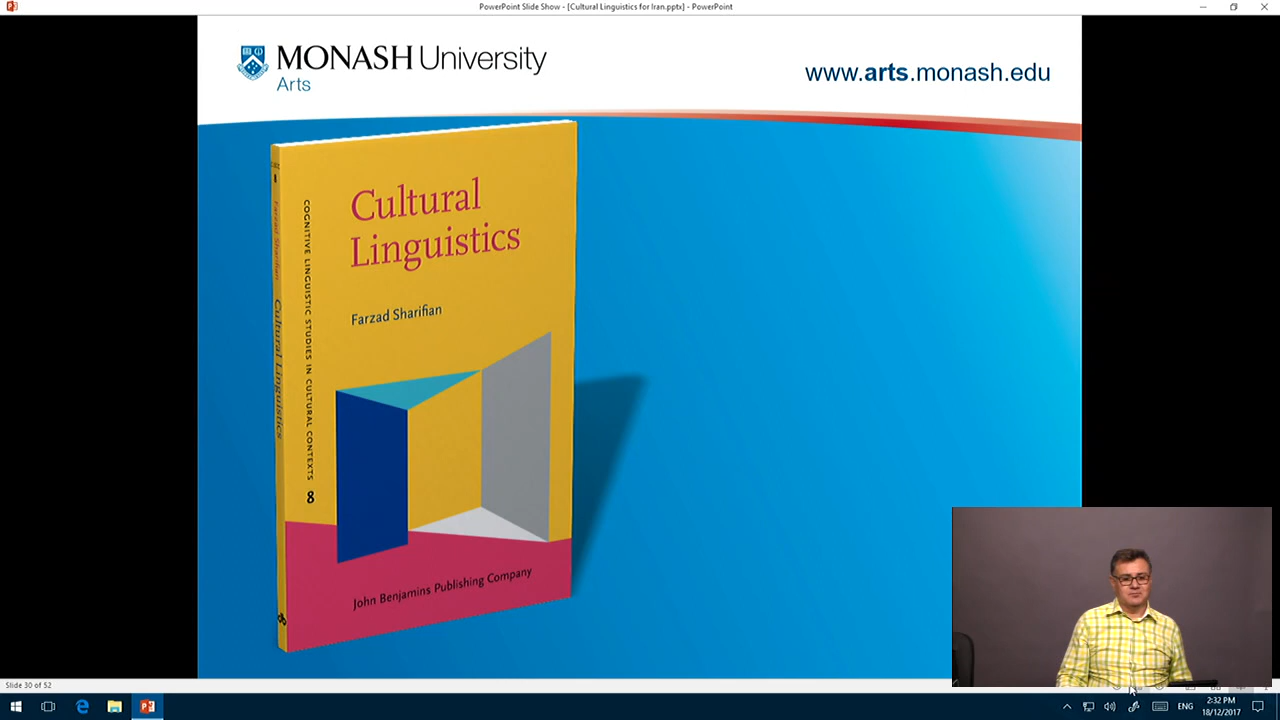 PowerPoint Slide Show - [Cultural Linguistics for Iran.pptx] - PowerPoint
MONASH University
Arts
www.arts.monash.edu
Cultural
Linguistics
Farzad Sharifian
COGNITIVE LINGUISTIC STUDIES IN CULTURAL CONTEXTS
8
8
Farzad Sharifian
Cultural Linguistics
John Benjamins Publishing Company
Slide 30 of 52
ENG
2:32 PM
18/12/2017